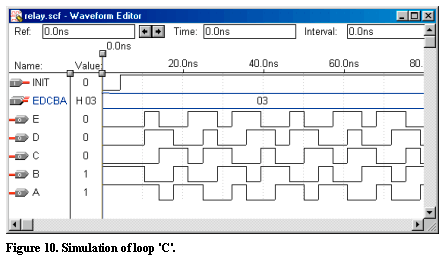 relay.scf - Waveform Editor
Ref: 0.0ns Time: 0.0ns Interval: 0.0ns
0.0ns
Name: Value: 20.0ns 40.0ns 60.0ns 80.
INIT 0
EDCBA H 03 03
E 0
D 0
C 0
B 1
A 1
Figure 10. Simulation of loop 'C'.